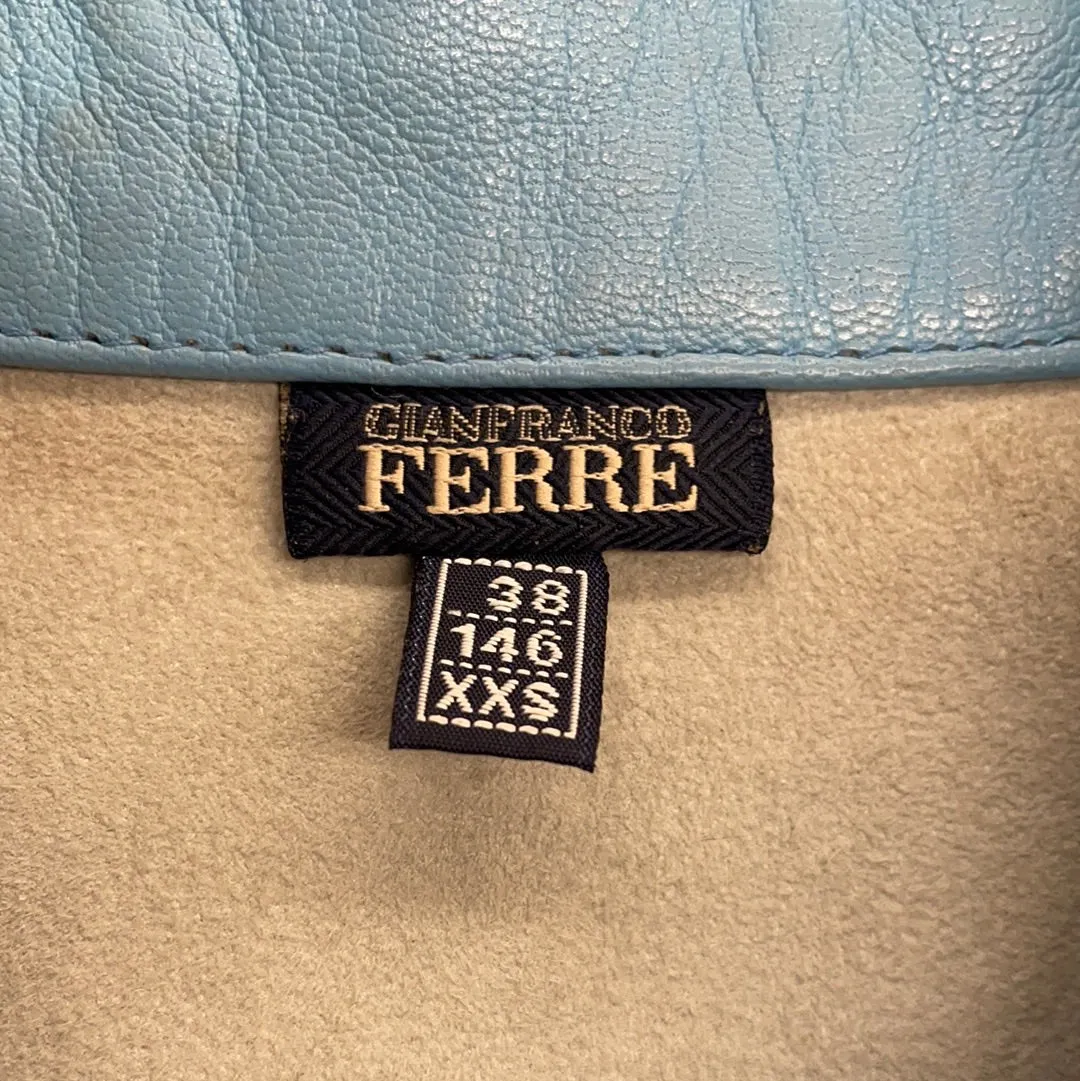 GIANFRANCO
FERRE
38
146
XXS